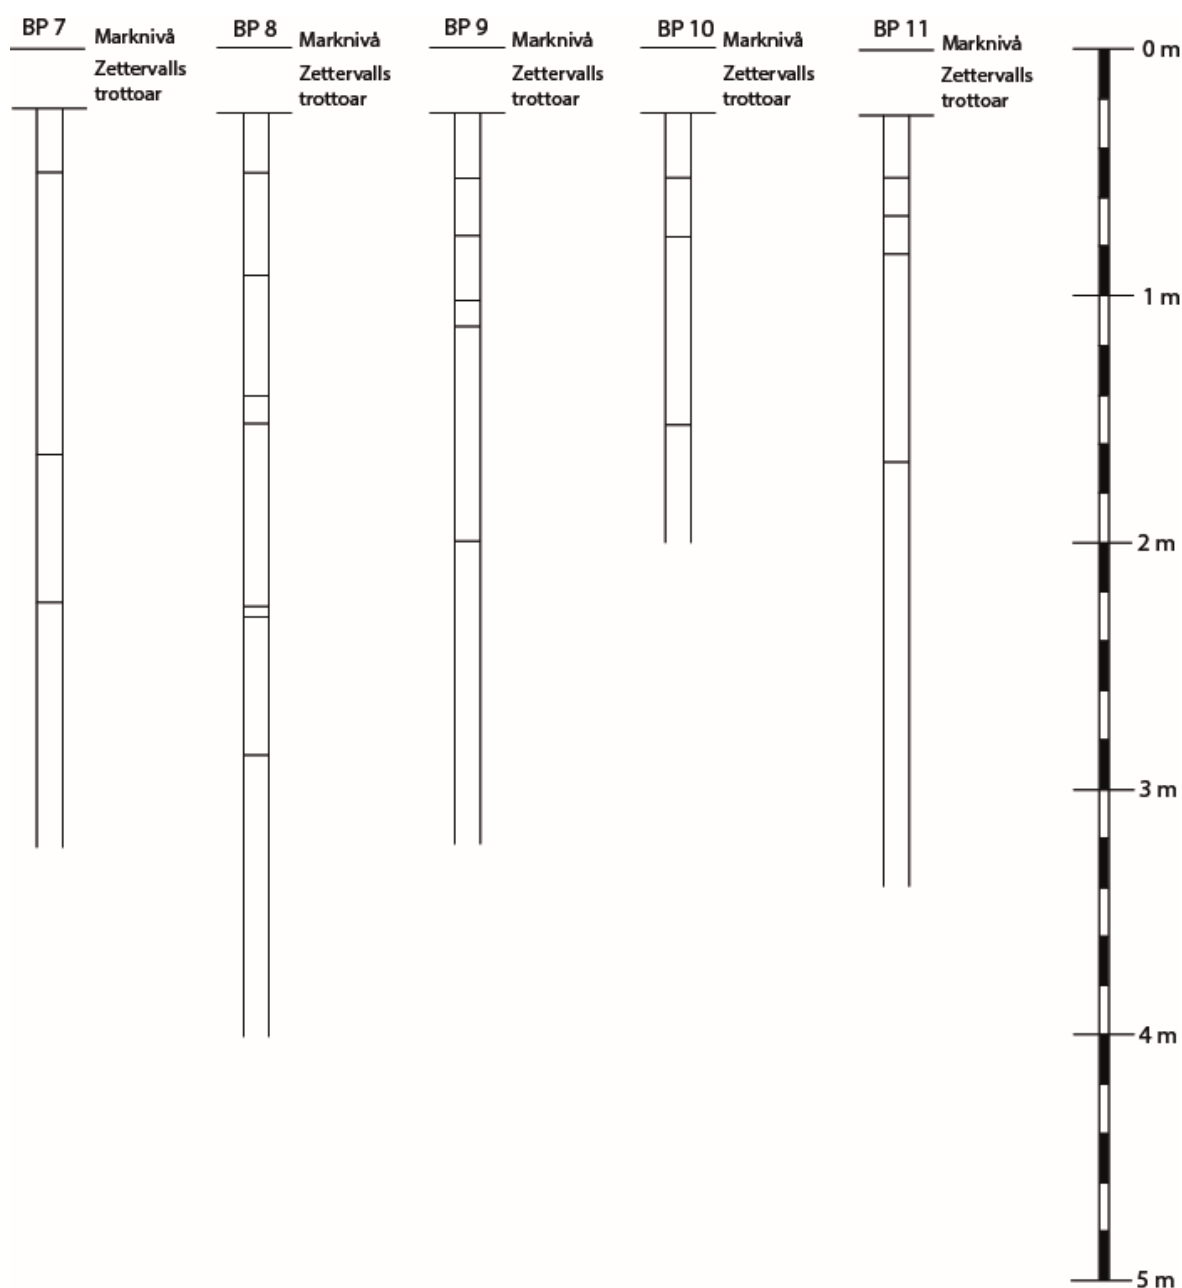 BP 7
Marknivå
Zettervalls
trottoar
BP 8
Marknivå
Zettervalls
trottoar
BP 9
Marknivå
Zettervalls
trottoar
BP 10
Marknivå
Zettervalls
trottoar
BP 11
Marknivå
Zettervalls
trottoar
0 m
1 m
2 m
3 m
4 m
5 m